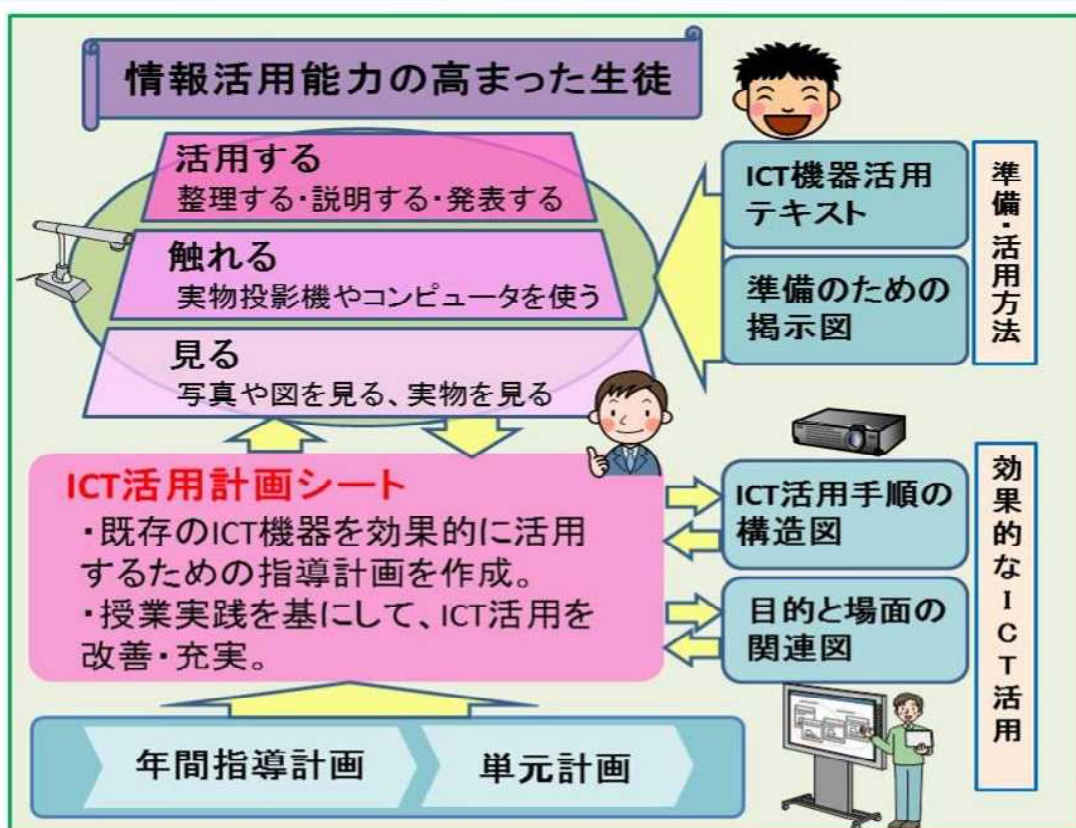 情報活用能力の高まった生徒
活用する
整理する・説明する・発表する
触れる
実物投影機やコンピュータを使う
見る
写真や図を見る、実物を見る
ICT機器活用
テキスト
準備のための
掲示図
準備・活用方法
ICT活用計画シート
・既存のICT機器を効果的に活用
するための指導計画を作成。
・授業実践を基にして、ICT活用を
改善・充実。
ICT活用手順の
構造図
目的と場面の
関連図
効果的なICT活用
年間指導計画
単元計画